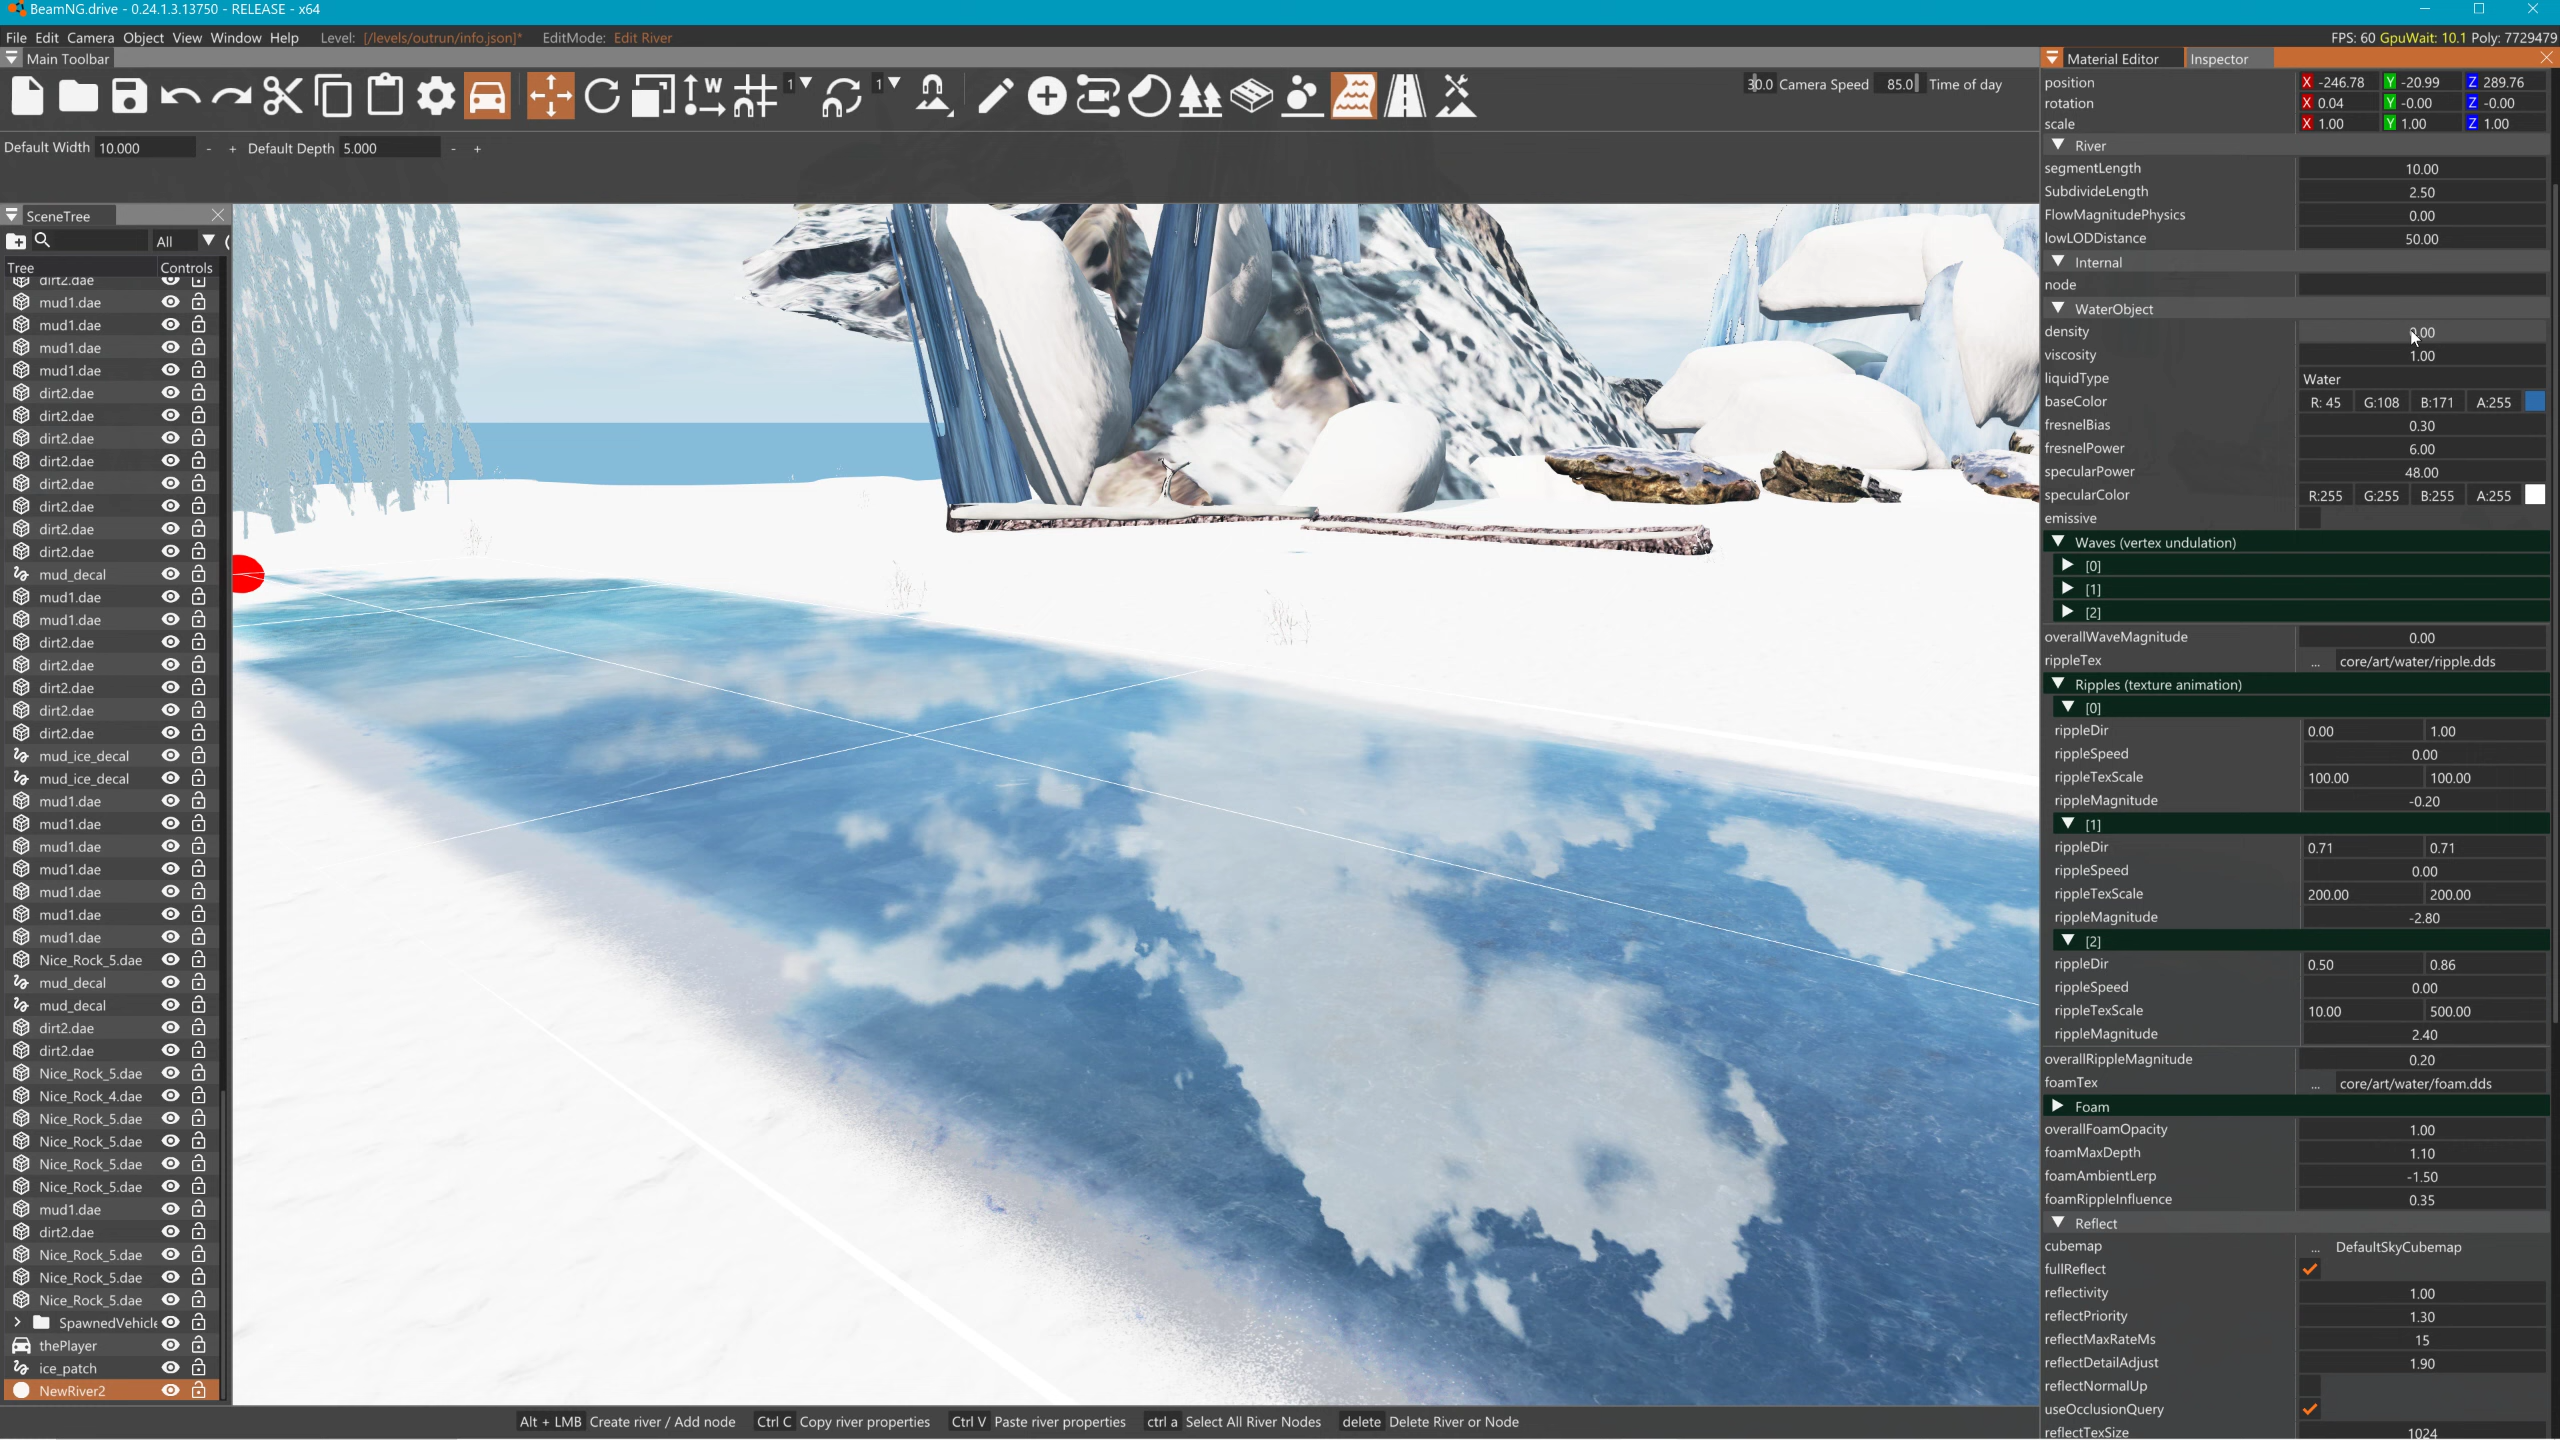 BeamNG.drive - 0.24.1.3.13750 - RELEASE - x64
File Edit Camera Object View Window Help Level: [/levels/outrun/info.json]* EditMode: Edit River FPS: 60 GpuWait: 10.1 Poly: 7729479
Main Toolbar
1 1 W 30.0 Camera Speed 85.0 Time of day
Default Width 10.000 - + Default Depth 5.000 - +
SceneTree
All
Tree Controls
dirt2.dae
mud1.dae
mud1.dae
mud1.dae
mud1.dae
dirt2.dae
dirt2.dae
dirt2.dae
dirt2.dae
dirt2.dae
dirt2.dae
dirt2.dae
dirt2.dae
mud_decal
mud1.dae
mud1.dae
dirt2.dae
dirt2.dae
dirt2.dae
dirt2.dae
dirt2.dae
mud_ice_decal
mud_ice_decal
mud1.dae
mud1.dae
mud1.dae
mud1.dae
mud1.dae
mud1.dae
mud1.dae
Nice_Rock_5.dae
mud_decal
mud_decal
dirt2.dae
dirt2.dae
Nice_Rock_5.dae
Nice_Rock_4.dae
Nice_Rock_5.dae
Nice_Rock_5.dae
Nice_Rock_5.dae
Nice_Rock_5.dae
mud1.dae
dirt2.dae
Nice_Rock_5.dae
Nice_Rock_5.dae
Nice_Rock_5.dae
SpawnedVehicle
thePlayer
ice_patch
NewRiver2
Material Editor Inspector
position X -246.78 Y -20.99 Z 289.76
rotation X 0.04 Y -0.00 Z -0.00
scale X 1.00 Y 1.00 Z 1.00
River
segmentLength 10.00
SubdivideLength 2.50
FlowMagnitudePhysics 0.00
lowLODDistance 50.00
Internal
node
WaterObject
density
viscosity 1.00
liquidType Water
baseColor R: 45 G:108 B:171 A:255
fresnelBias 0.30
fresnelPower 6.00
specularPower 48.00
specularColor R:255 G:255 B:255 A:255
emissive
Waves (vertex undulation)
[0]
[1]
[2]
overallWaveMagnitude 0.00
rippleTex ... core/art/water/ripple.dds
Ripples (texture animation)
[0]
rippleDir 0.00 1.00
rippleSpeed 0.00
rippleTexScale 100.00 100.00
rippleMagnitude -0.20
[1]
rippleDir 0.71 0.71
rippleSpeed 0.00
rippleTexScale 200.00 200.00
rippleMagnitude -2.80
[2]
rippleDir 0.50 0.86
rippleSpeed 0.00
rippleTexScale 10.00 500.00
rippleMagnitude 2.40
overallRippleMagnitude 0.20
foamTex ... core/art/water/foam.dds
Foam
overallFoamOpacity 1.00
foamMaxDepth 1.10
foamAmbientLerp -1.50
foamRippleInfluence 0.35
Reflect
cubemap ... DefaultSkyCubemap
fullReflect
reflectivity 1.00
reflectPriority 1.30
reflectMaxRateMs 15
reflectDetailAdjust 1.90
reflectNormalUp
useOcclusionQuery
reflectTexSize 1024
Alt + LMB Create river / Add node Ctrl C Copy river properties Ctrl V Paste river properties ctrl a Select All River Nodes delete Delete River or Node